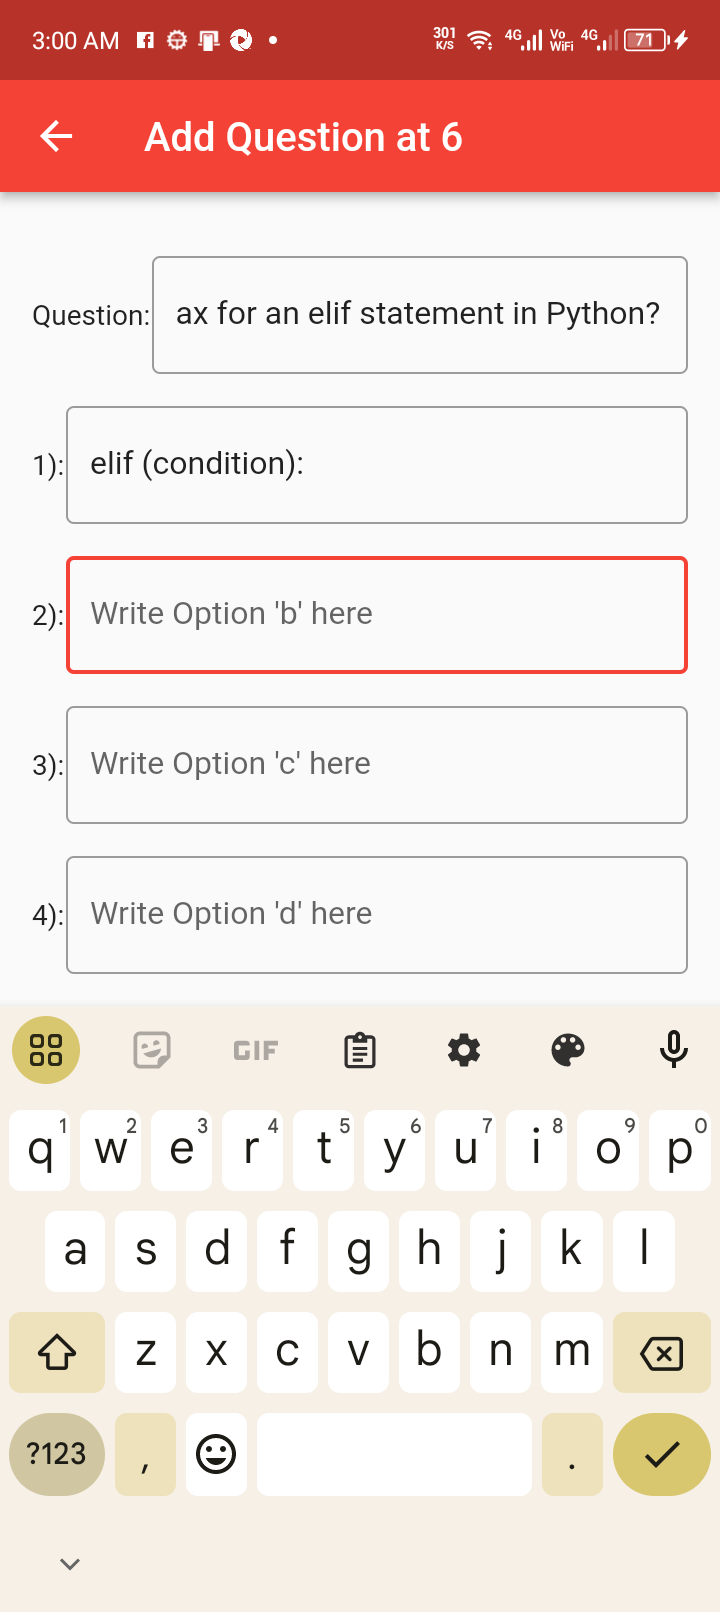 3:00 AM 301 K/S 4G Vo WiFi 4G 71
Add Question at 6
Question: ax for an elif statement in Python?
1): elif (condition):
2): Write Option 'b' here
3): Write Option 'c' here
4): Write Option 'd' here
GIF
q1 w2 e3 r4 t5 y6 u7 i8 o9 p0
a s d f g h j k l
z x c v b n m
?123 , .